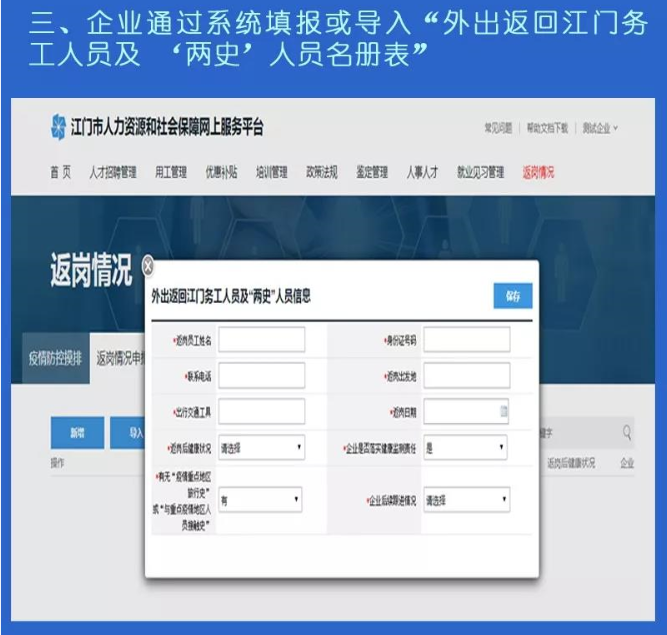 三、企业通过系统填报或导入“外出返回江门务
工人员及 ‘两史’人员名册表”
江门市人力资源和社会保障网上服务平台
常见问题 | 帮助文档下载 | 测试企业
首页 人才招聘管理 用工管理 优惠补贴 培训管理 政策法规 鉴定管理 人事人才 就业见习管理 返岗情况
返岗情况
外出返回江门务工人员及“两史”人员信息 保存
*返岗员工姓名 *身份证号码
疫情防控摸排 返岗情况申报
*联系电话 *返岗出发地
*出行交通工具 *返岗日期
新增 导入 键字
*返岗后健康状况 请选择 *企业是否落实健康监测责任 是
操作 返岗后健康状况 企业
*有无“疫情重点地区
旅行史”
或“与重点疫情地区人
员接触史”
有 *企业后续跟进情况 请选择